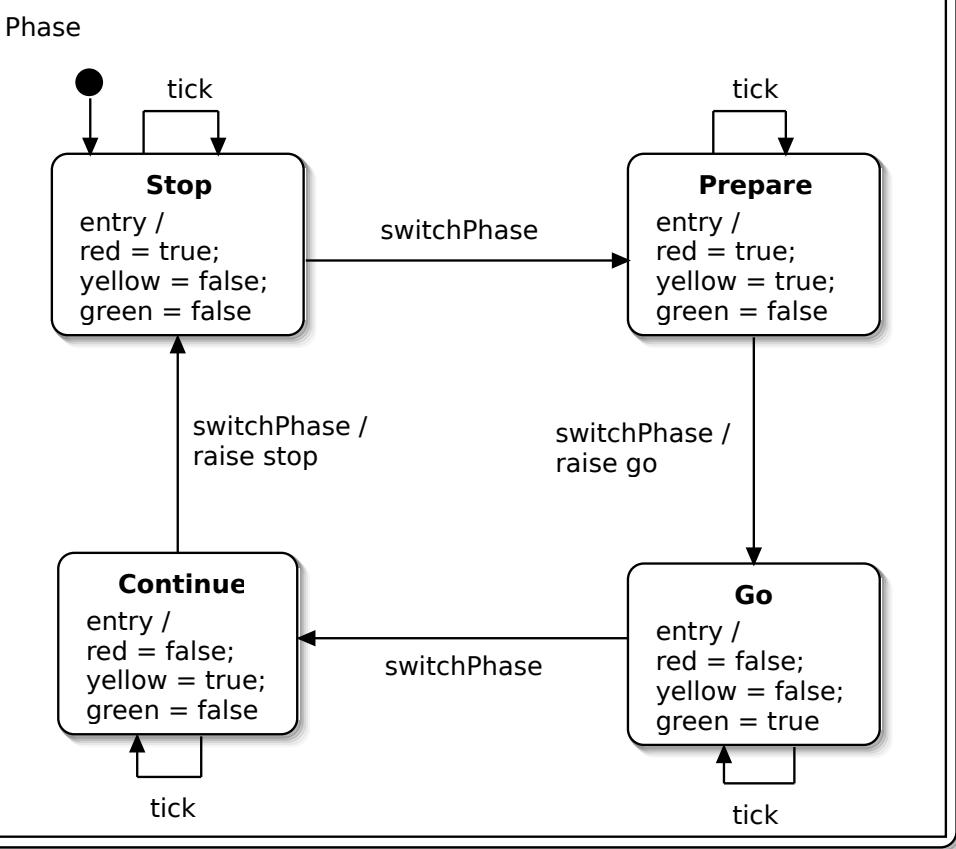 Phase
tick
tick
Stop
entry /
red = true;
yellow = false;
green = false
switchPhase
Prepare
entry /
red = true;
yellow = true;
green = false
switchPhase /
raise stop
switchPhase /
raise go
Continue
entry /
red = false;
yellow = true;
green = false
switchPhase
Go
entry /
red = false;
yellow = false;
green = true
tick
tick